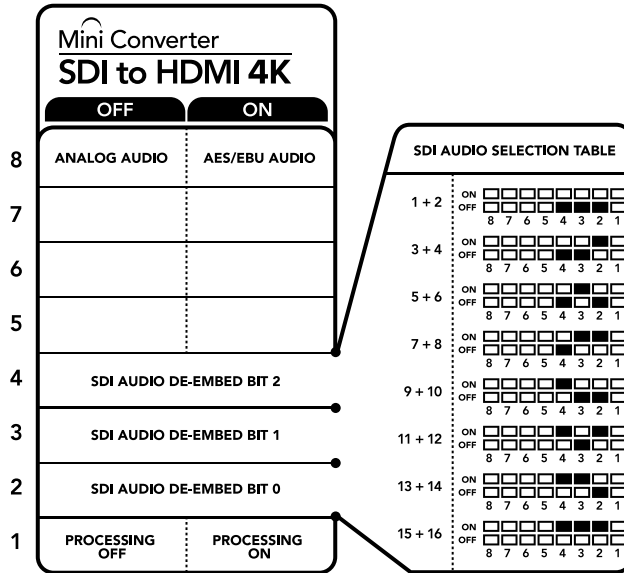 Mini Converter
SDI to HDMI 4K
OFF ON
8 ANALOG AUDIO AES/EBU AUDIO
7
6
5
4 SDI AUDIO DE-EMBED BIT 2
3 SDI AUDIO DE-EMBED BIT 1
2 SDI AUDIO DE-EMBED BIT 0
1 PROCESSING OFF PROCESSING ON
SDI AUDIO SELECTION TABLE
1 + 2 ON
OFF
8 7 6 5 4 3 2 1
3 + 4 ON
OFF
8 7 6 5 4 3 2 1
5 + 6 ON
OFF
8 7 6 5 4 3 2 1
7 + 8 ON
OFF
8 7 6 5 4 3 2 1
9 + 10 ON
OFF
8 7 6 5 4 3 2 1
11 + 12 ON
OFF
8 7 6 5 4 3 2 1
13 + 14 ON
OFF
8 7 6 5 4 3 2 1
15 + 16 ON
OFF
8 7 6 5 4 3 2 1